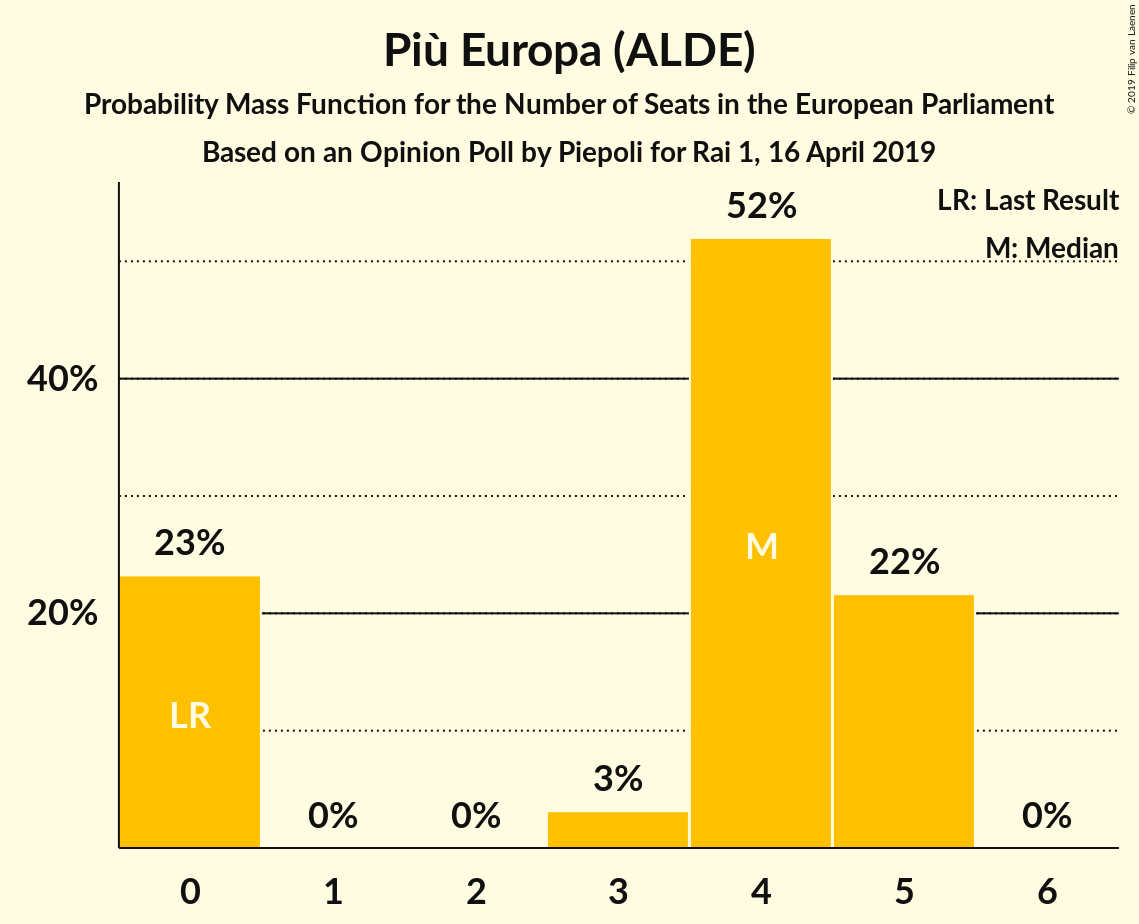 Più Europa (ALDE)
Probability Mass Function for the Number of Seats in the European Parliament
Based on an Opinion Poll by Piepoli for Rai 1, 16 April 2019
© 2019 Filip van Laenen
LR: Last Result
M: Median
52%
40%
23%
M
22%
20%
LR
3%
0%
0%
0%
0 1 2 3 4 5 6